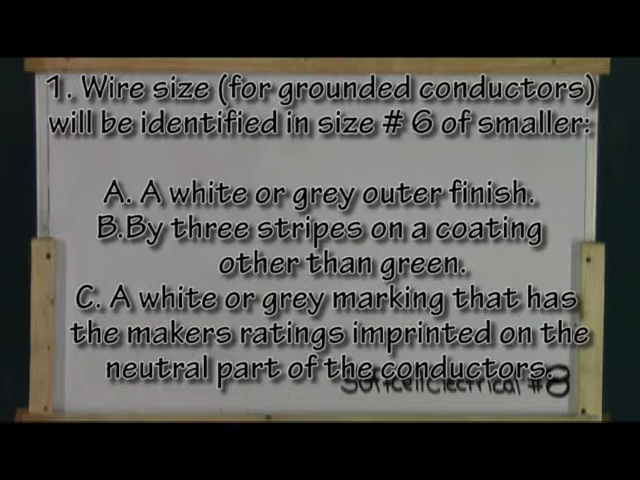 1. Wire size (for grounded conductors)
will be identified in size # 6 of smaller:
A. A white or grey outer finish.
B.By three stripes on a coating
other than green.
C. A white or grey marking that has
the makers ratings imprinted on the
neutral part of the conductors.
Electrical #8